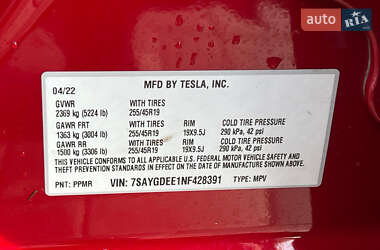 auto RIA.com
MFD BY TESLA, INC.
04/22
GVWR WITH TIRES
2369 kg (5224 lb) 255/45R19
GAWR FRT WITH TIRES RIM COLD TIRE PRESSURE
1363 kg (3004 lb) 255/45R19 19X9.5J 290 kPa, 42 psi
GAWR RR WITH TIRES RIM COLD TIRE PRESSURE
1500 kg (3306 lb) 255/45R19 19X9.5J 290 kPa, 42 psi
THIS VEHICLE CONFORMS TO ALL APPLICABLE U.S. FEDERAL MOTOR VEHICLE SAFETY AND
THEFT PREVENTION STANDARDS IN EFFECT ON THE DATE OF MANUFACTURE SHOWN ABOVE.
PNT: PPMR VIN: 7SAYGDEE1NF428391 TYPE: MPV